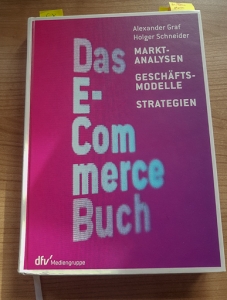 Alexander Graf
Holger Schneider
MARKT-
ANALYSEN
GESCHÄFTS-
MODELLE
STRATEGIEN
Das
E-
Com
merce
Buch
dfv Mediengruppe